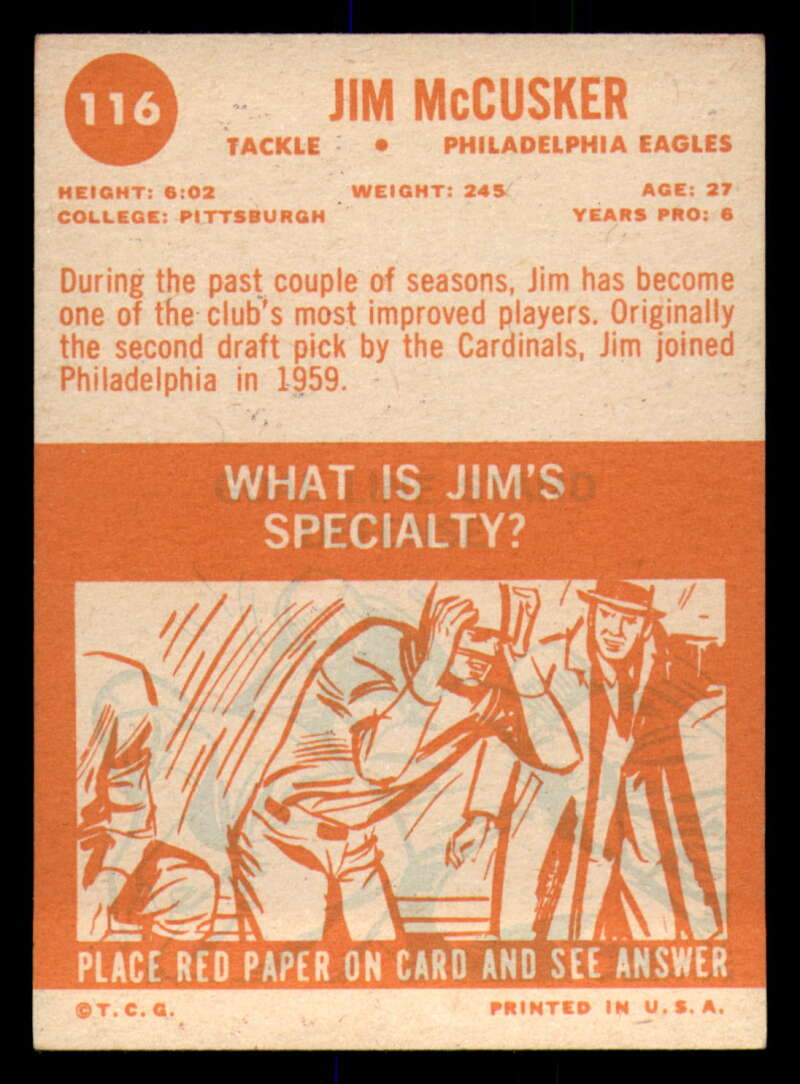 116
JIM McCUSKER
TACKLE • PHILADELPHIA EAGLES
HEIGHT: 6:02 WEIGHT: 245 AGE: 27
COLLEGE: PITTSBURGH YEARS PRO: 6
During the past couple of seasons, Jim has become
one of the club's most improved players. Originally
the second draft pick by the Cardinals, Jim joined
Philadelphia in 1959.
WHAT IS JIM'S
SPECIALTY?
PLACE RED PAPER ON CARD AND SEE ANSWER
©T.C.G. PRINTED IN U.S.A.